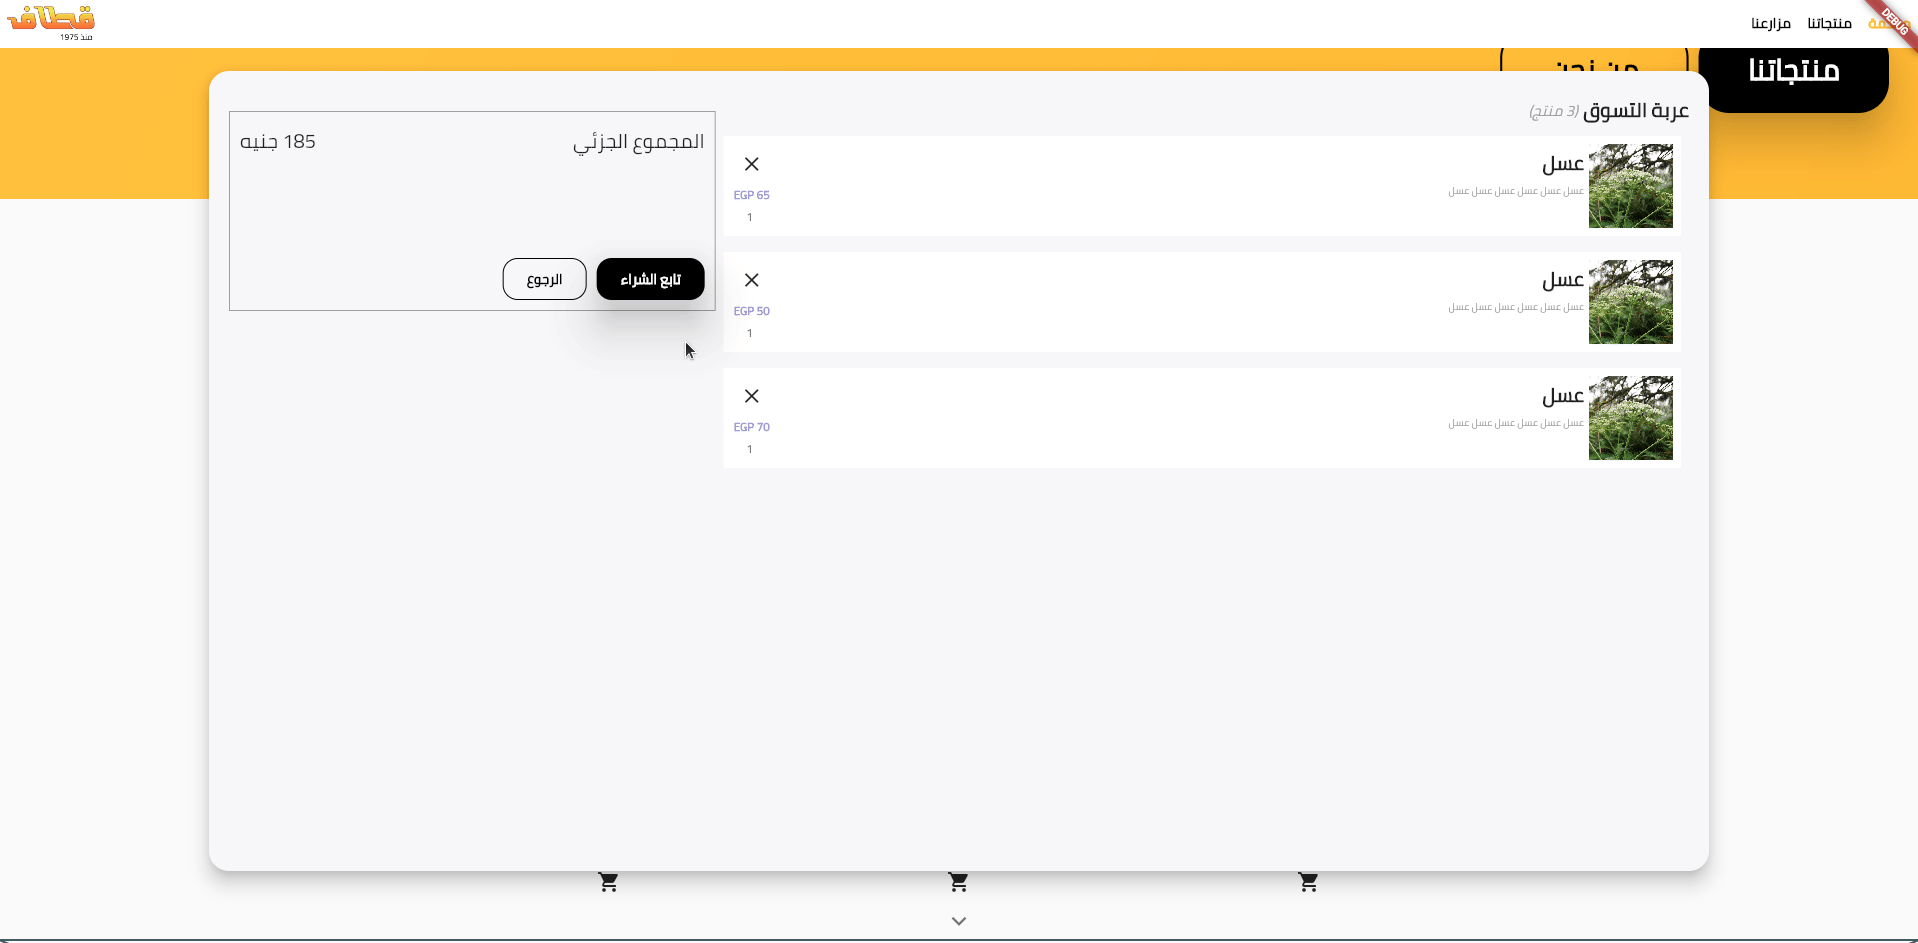 مزارعنا منتجاتنا
DEBUG
قطاف
منذ 1975
منتجاتنا
من نحن
عربة التسوق (3 منتج)
عسل
عسل عسل عسل عسل عسل عسل
EGP 65
1
عسل
عسل عسل عسل عسل عسل عسل
EGP 50
1
عسل
عسل عسل عسل عسل عسل عسل
EGP 70
1
المجموع الجزئي
185 جنيه
تابع الشراء
الرجوع